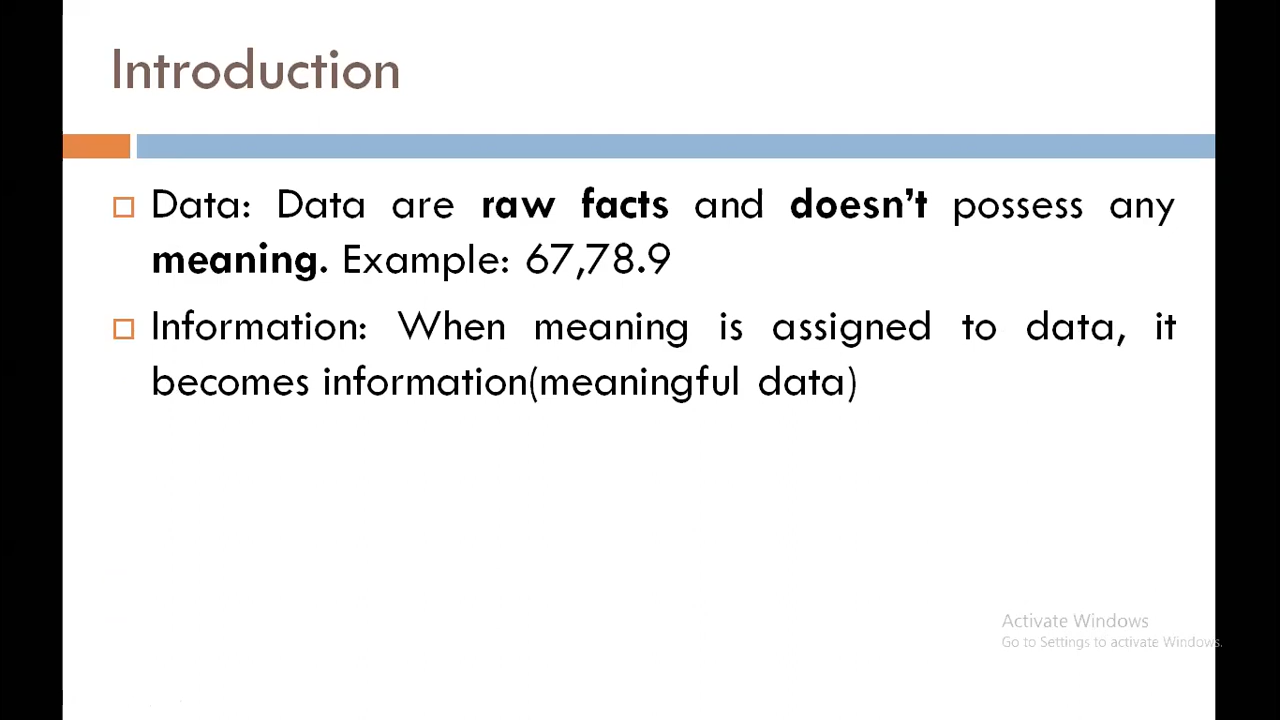 Introduction
Data: Data are raw facts and doesn't possess any
meaning. Example: 67,78.9
Information: When meaning is assigned to data, it
becomes information(meaningful data)
Activate Windows
Go to Settings to activate Windows.